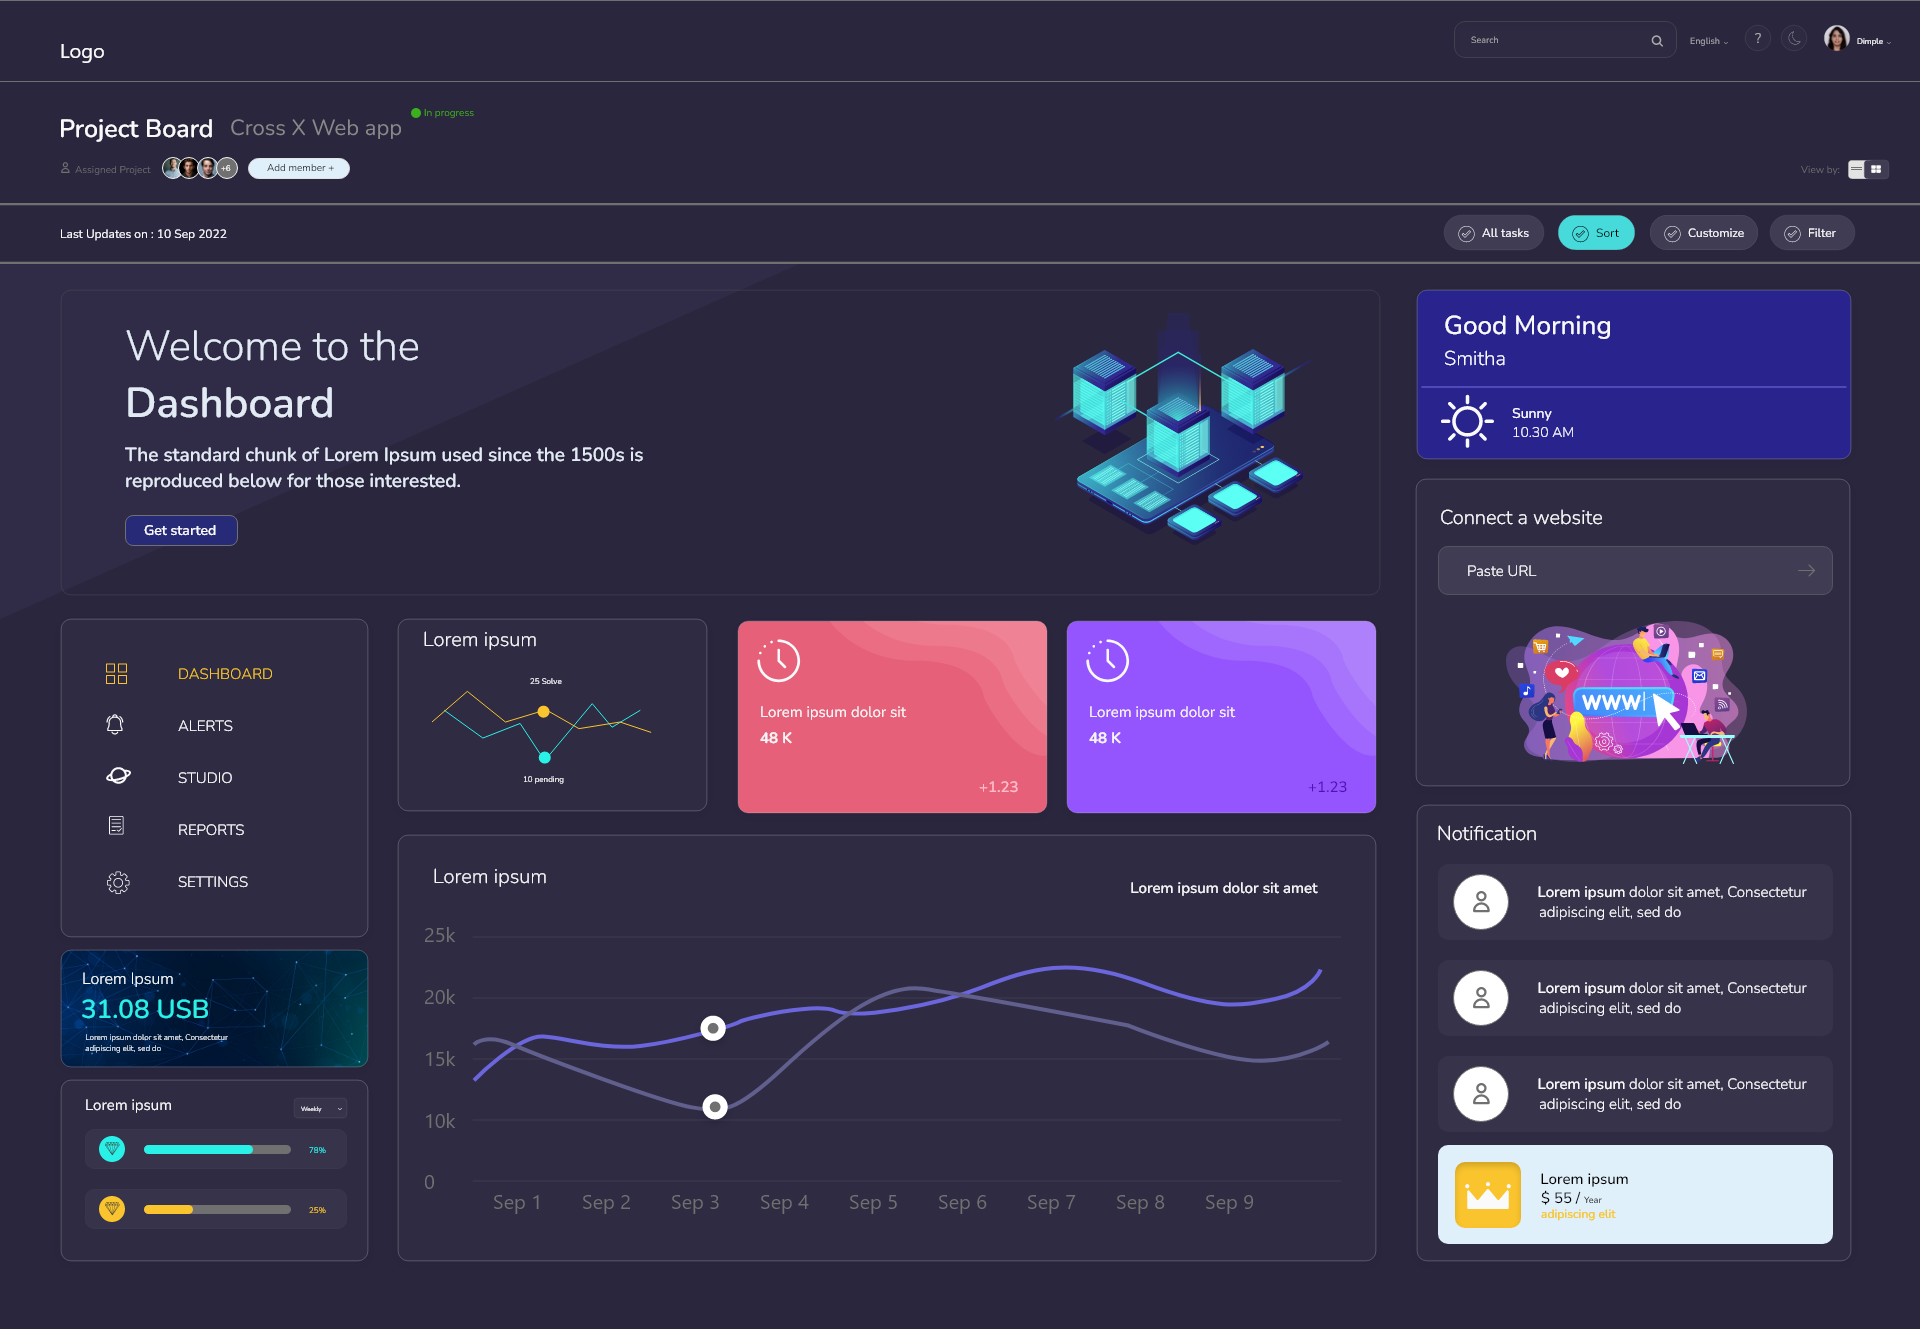 Logo
Search
English
?
Dimple
Project Board
Cross X Web app
In progress
Assigned Project
+6
Add member +
View by:
Last Updates on : 10 Sep 2022
All tasks
Sort
Customize
Filter
Welcome to the
Dashboard
The standard chunk of Lorem Ipsum used since the 1500s is
reproduced below for those interested.
Get started
Good Morning
Smitha
Sunny
10.30 AM
Connect a website
Paste URL
WWW
DASHBOARD
ALERTS
STUDIO
REPORTS
SETTINGS
Lorem ipsum
25 Solve
10 pending
Lorem ipsum dolor sit
48 K
+1.23
Lorem ipsum dolor sit
48 K
+1.23
Lorem Ipsum
31.08 USB
Lorem ipsum dolor sit amet, Consectetur
adipiscing elit, sed do
Lorem ipsum
Weekly
78%
25%
Lorem ipsum
Lorem ipsum dolor sit amet
25k
20k
15k
10k
0
Sep 1 Sep 2 Sep 3 Sep 4 Sep 5 Sep 6 Sep 7 Sep 8 Sep 9
Notification
Lorem ipsum dolor sit amet, Consectetur
adipiscing elit, sed do
Lorem ipsum dolor sit amet, Consectetur
adipiscing elit, sed do
Lorem ipsum dolor sit amet, Consectetur
adipiscing elit, sed do
Lorem ipsum
$ 55 / Year
adipiscing elit